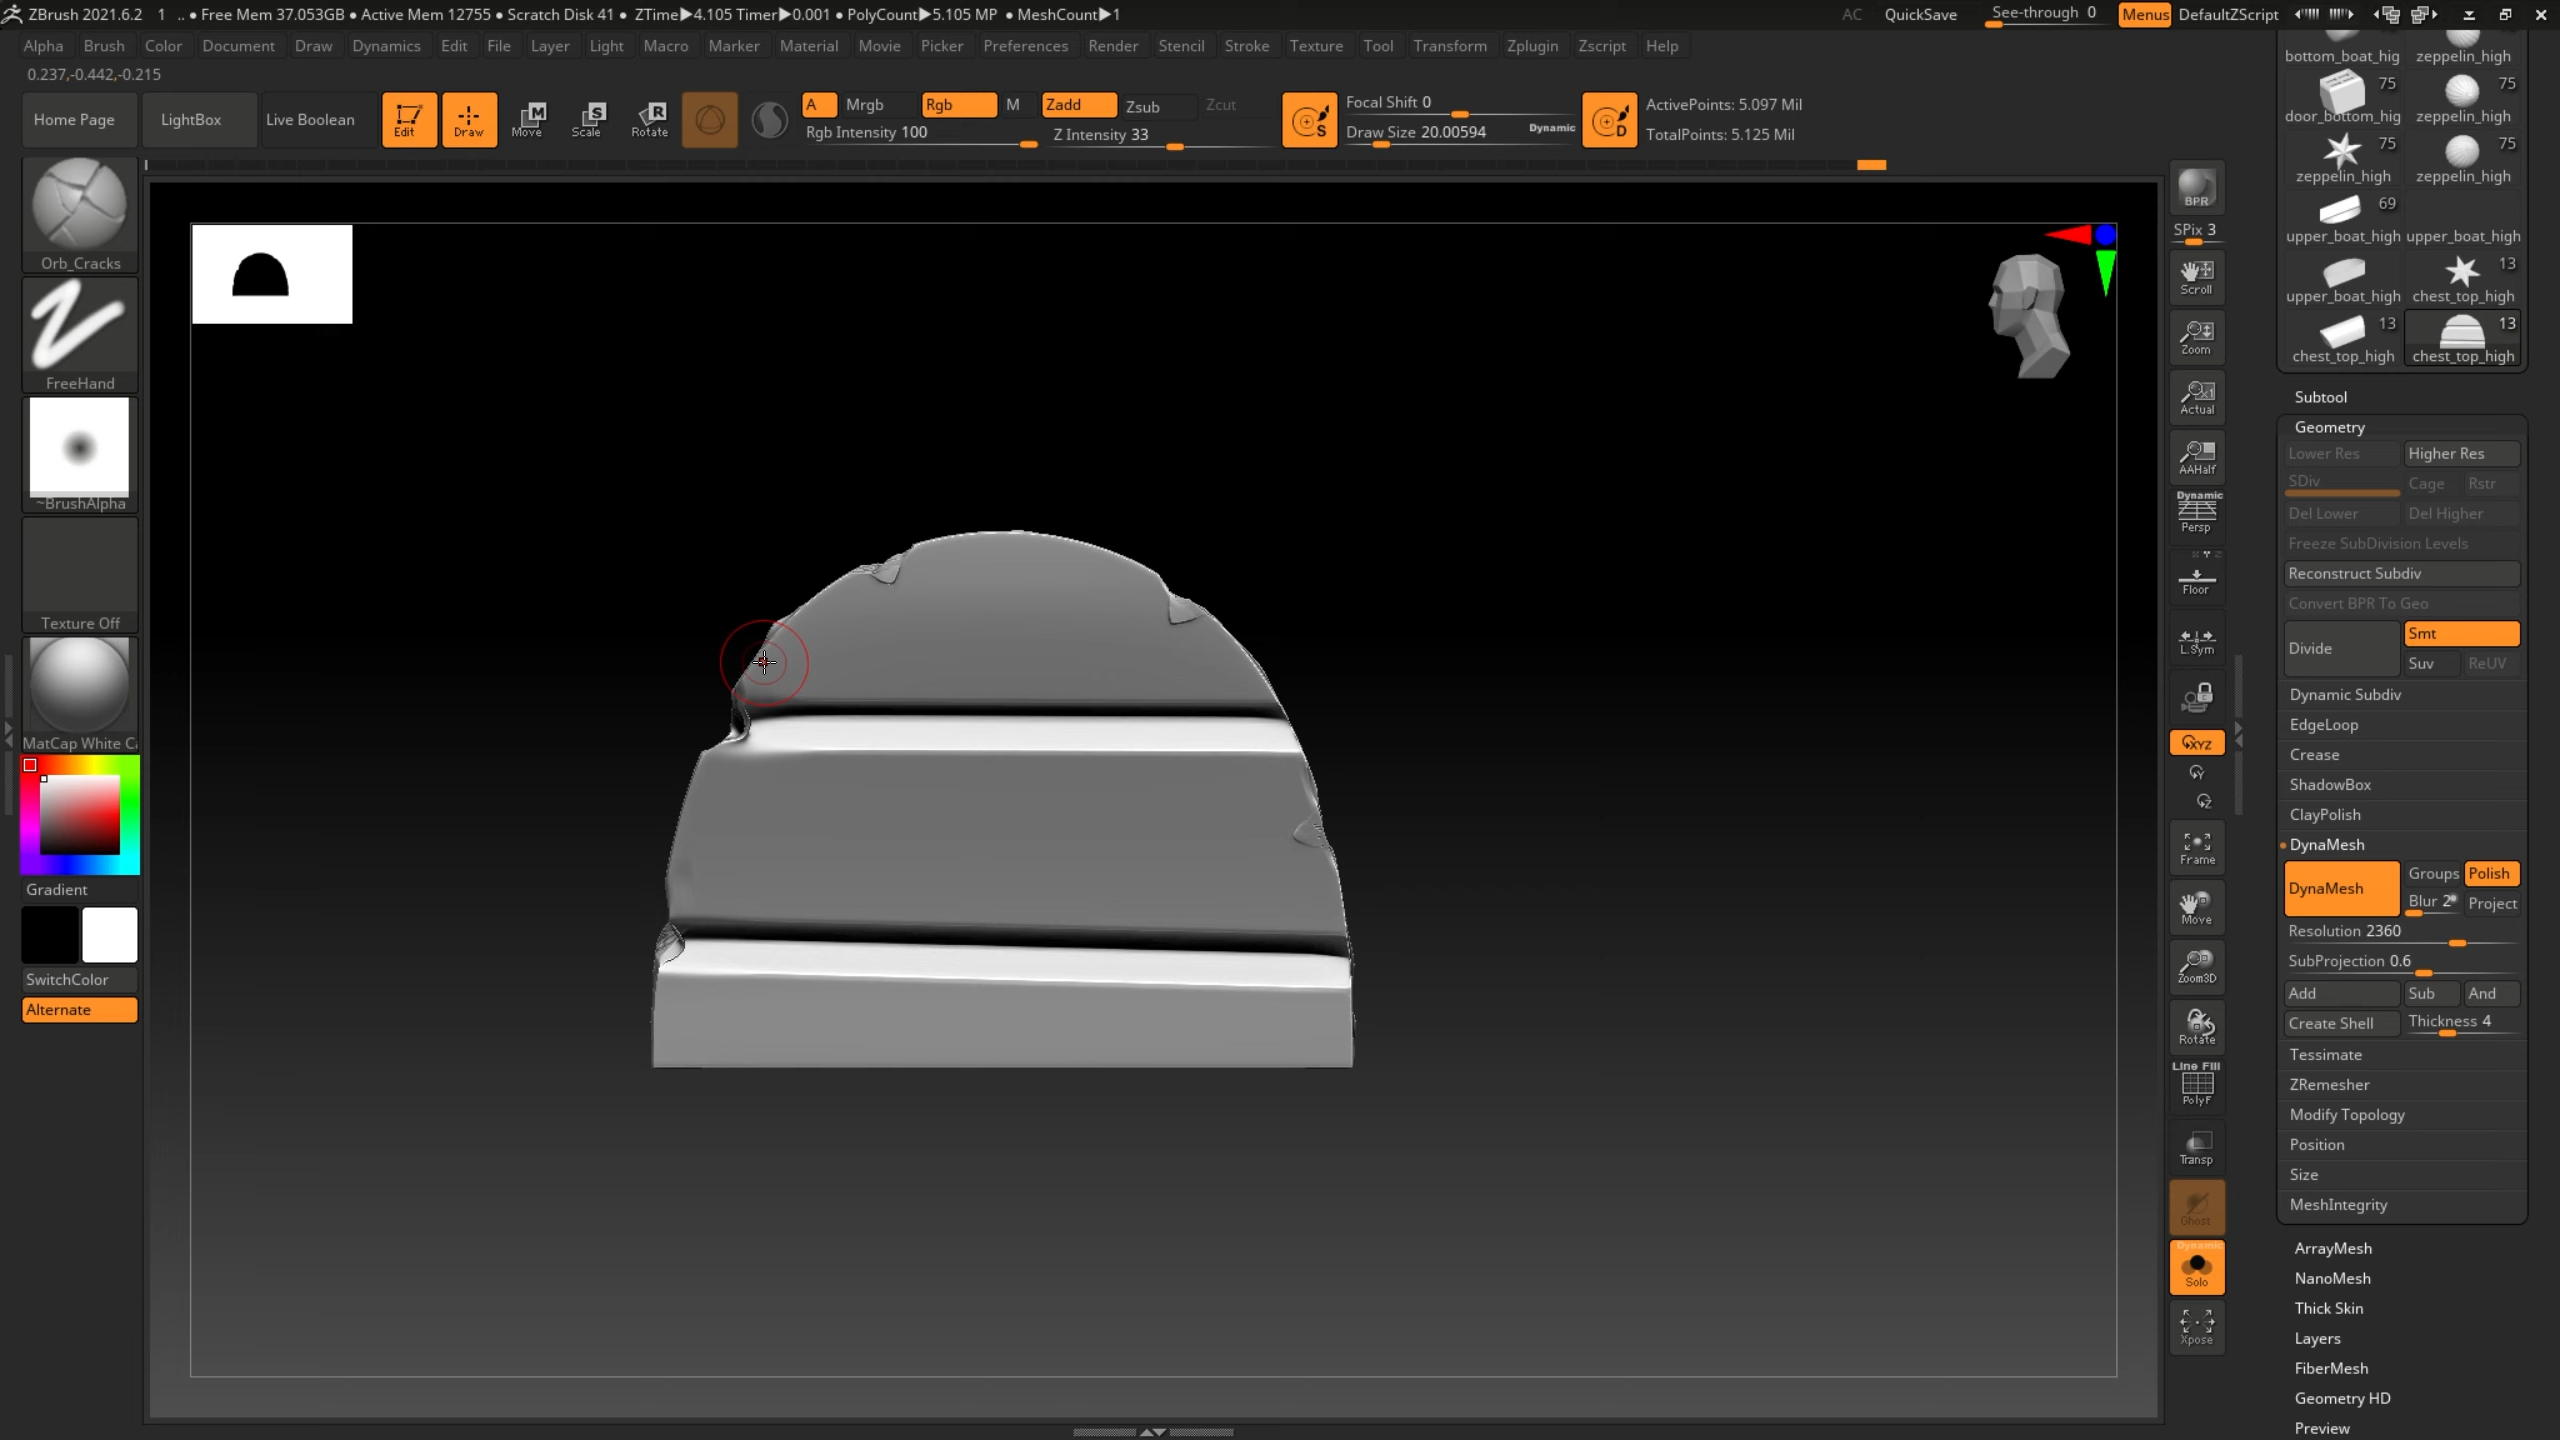 ZBrush 2021.6.2 1 .. ● Free Mem 37.053GB ● Active Mem 12755 ● Scratch Disk 41 ● ZTime▶4.105 Timer▶0.001 ● PolyCount▶5.105 MP ● MeshCount▶1 AC QuickSave See-through 0 Menus DefaultZScript
Alpha Brush Color Document Draw Dynamics Edit File Layer Light Macro Marker Material Movie Picker Preferences Render Stencil Stroke Texture Tool Transform Zplugin Zscript Help
0.237,-0.442,-0.215
Home Page LightBox Live Boolean Edit Draw Move Scale Rotate
A Mrgb Rgb M Zadd Zsub Zcut
Rgb Intensity 100 Z Intensity 33
Focal Shift 0
Draw Size 20.00594 Dynamic
ActivePoints: 5.097 Mil
TotalPoints: 5.125 Mil
Orb_Cracks
FreeHand
~BrushAlpha
Texture Off
MatCap White Ca
Gradient
SwitchColor
Alternate
BPR
SPix 3
Scroll
Zoom
Actual
AAHalf
Dynamic
Persp
Floor
L.Sym
XYZ
Y
Z
Frame
Move
Zoom3D
Rotate
Line Fill
PolyF
Transp
Ghost
Dynamic
Solo
Xpose
bottom_boat_hig zeppelin_high
75 75
door_bottom_hig zeppelin_high
75 75
zeppelin_high zeppelin_high
69
upper_boat_high upper_boat_high
13
upper_boat_high chest_top_high
13 13
chest_top_high chest_top_high
Subtool
Geometry
Lower Res Higher Res
SDiv Cage Rstr
Del Lower Del Higher
Freeze SubDivision Levels
Reconstruct Subdiv
Convert BPR To Geo
Divide Smt
Suv ReUV
Dynamic Subdiv
EdgeLoop
Crease
ShadowBox
ClayPolish
DynaMesh
DynaMesh Groups Polish
Blur 2 Project
Resolution 2360
SubProjection 0.6
Add Sub And
Create Shell Thickness 4
Tessimate
ZRemesher
Modify Topology
Position
Size
MeshIntegrity
ArrayMesh
NanoMesh
Thick Skin
Layers
FiberMesh
Geometry HD
Preview